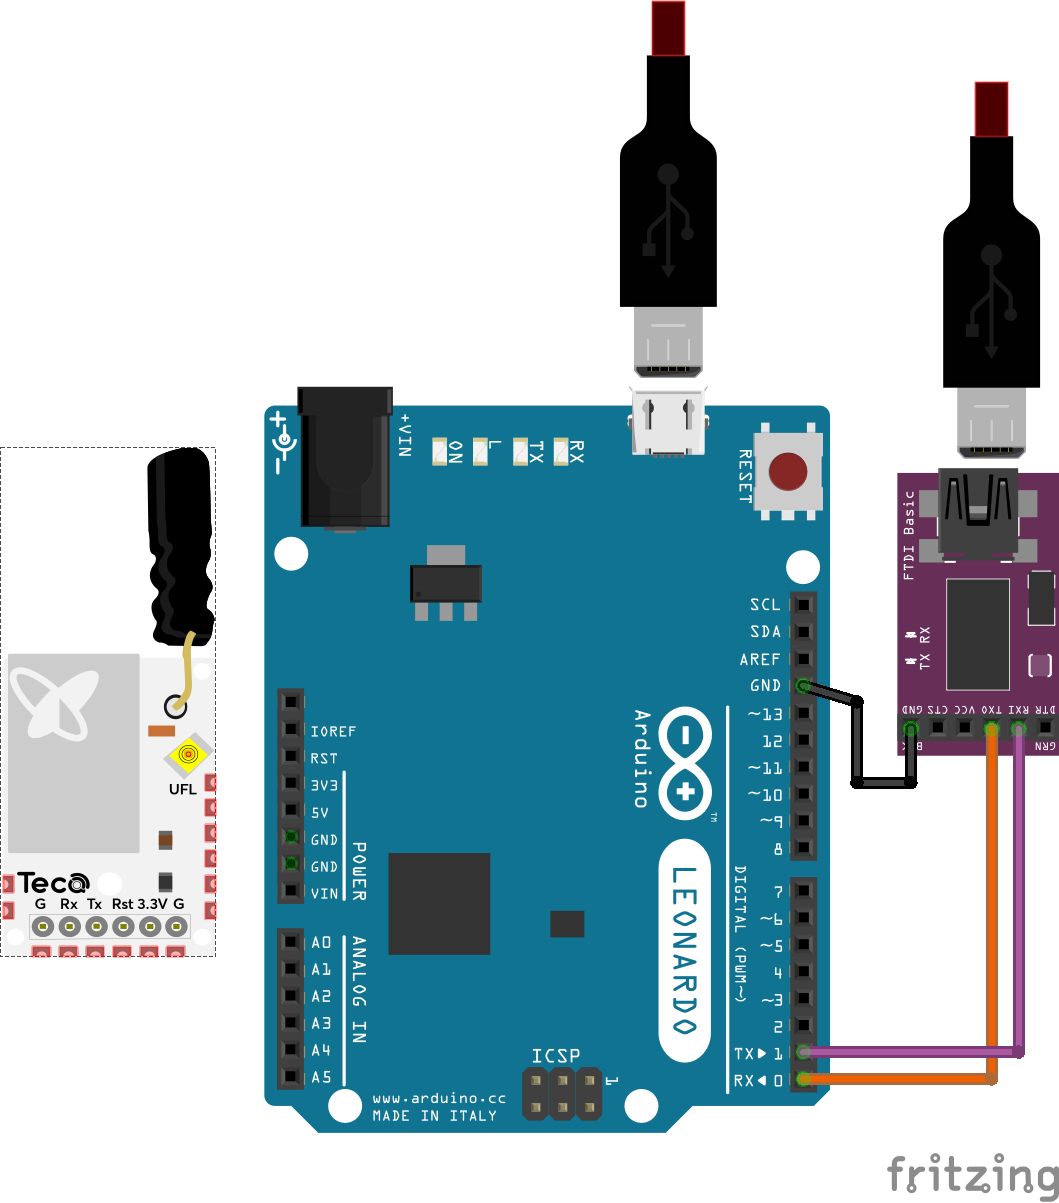 +VIN
ON
L
TX
RX
RESET
FTDI Basic
TX RX
GND
CTS
VCC
TXO
RXI
DTR
GRN
SCL
SDA
AREF
GND
~13
12
~11
~10
~9
8
7
~6
~5
4
~3
2
TX▶ 1
RX◀ 0
DIGITAL (PWM~)
Arduino
TM
LEONARDO
IOREF
RST
3V3
5V
GND
GND
VIN
POWER
A0
A1
A2
A3
A4
A5
ANALOG IN
ICSP
1
www.arduino.cc
MADE IN ITALY
UFL
Teca
G Rx Tx Rst 3.3V G
fritzing